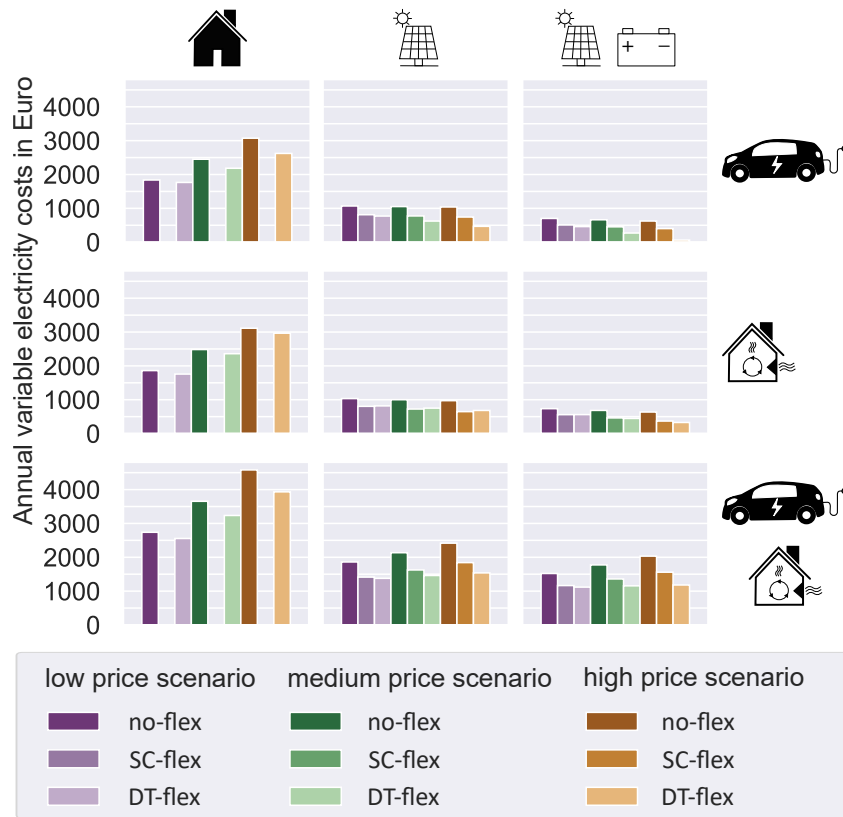 Annual variable electricity costs in Euro
4000
3000
2000
1000
0
4000
3000
2000
1000
0
4000
3000
2000
1000
0
+ −
low price scenario
no-flex
SC-flex
DT-flex
medium price scenario
no-flex
SC-flex
DT-flex
high price scenario
no-flex
SC-flex
DT-flex